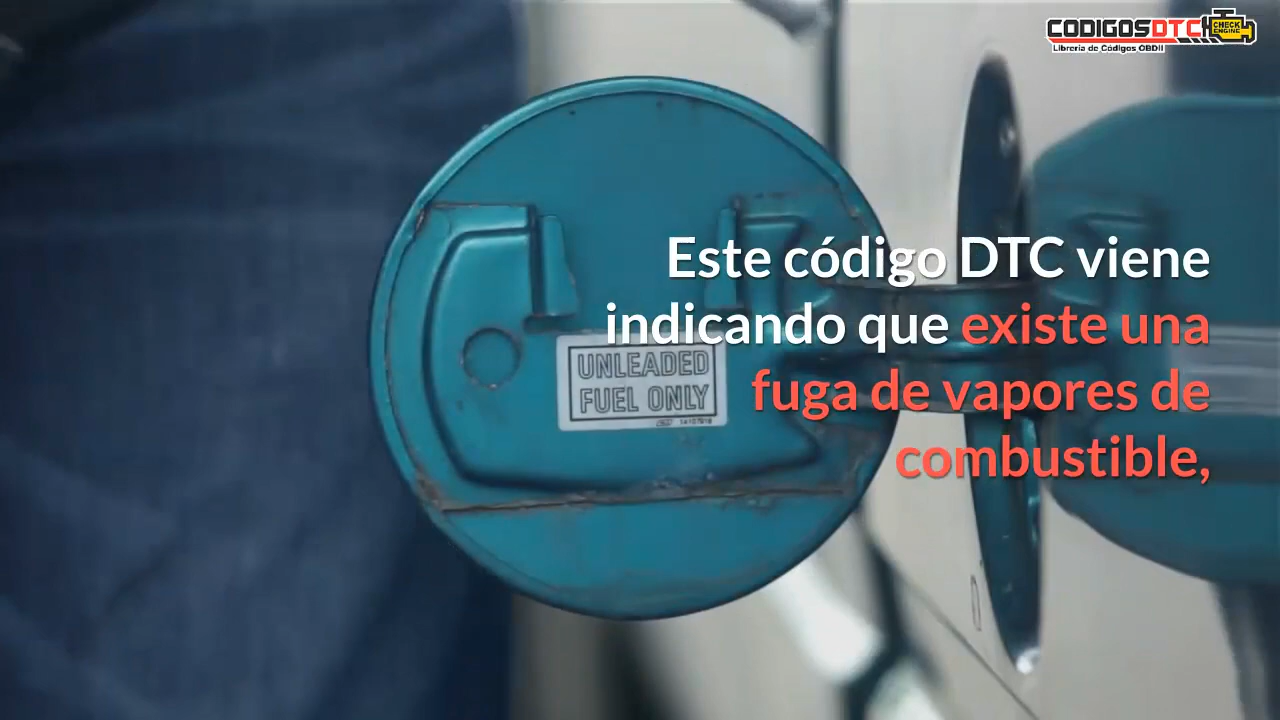 CODIGOSDTC
CHECK
ENGINE
Libreria de Códigos OBDII
Este código DTC viene
indicando que existe una
fuga de vapores de
combustible,
UNLEADED
FUEL ONLY